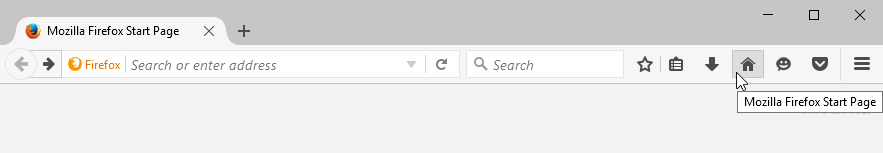 Mozilla Firefox Start Page
Firefox Search or enter address Search
Mozilla Firefox Start Page